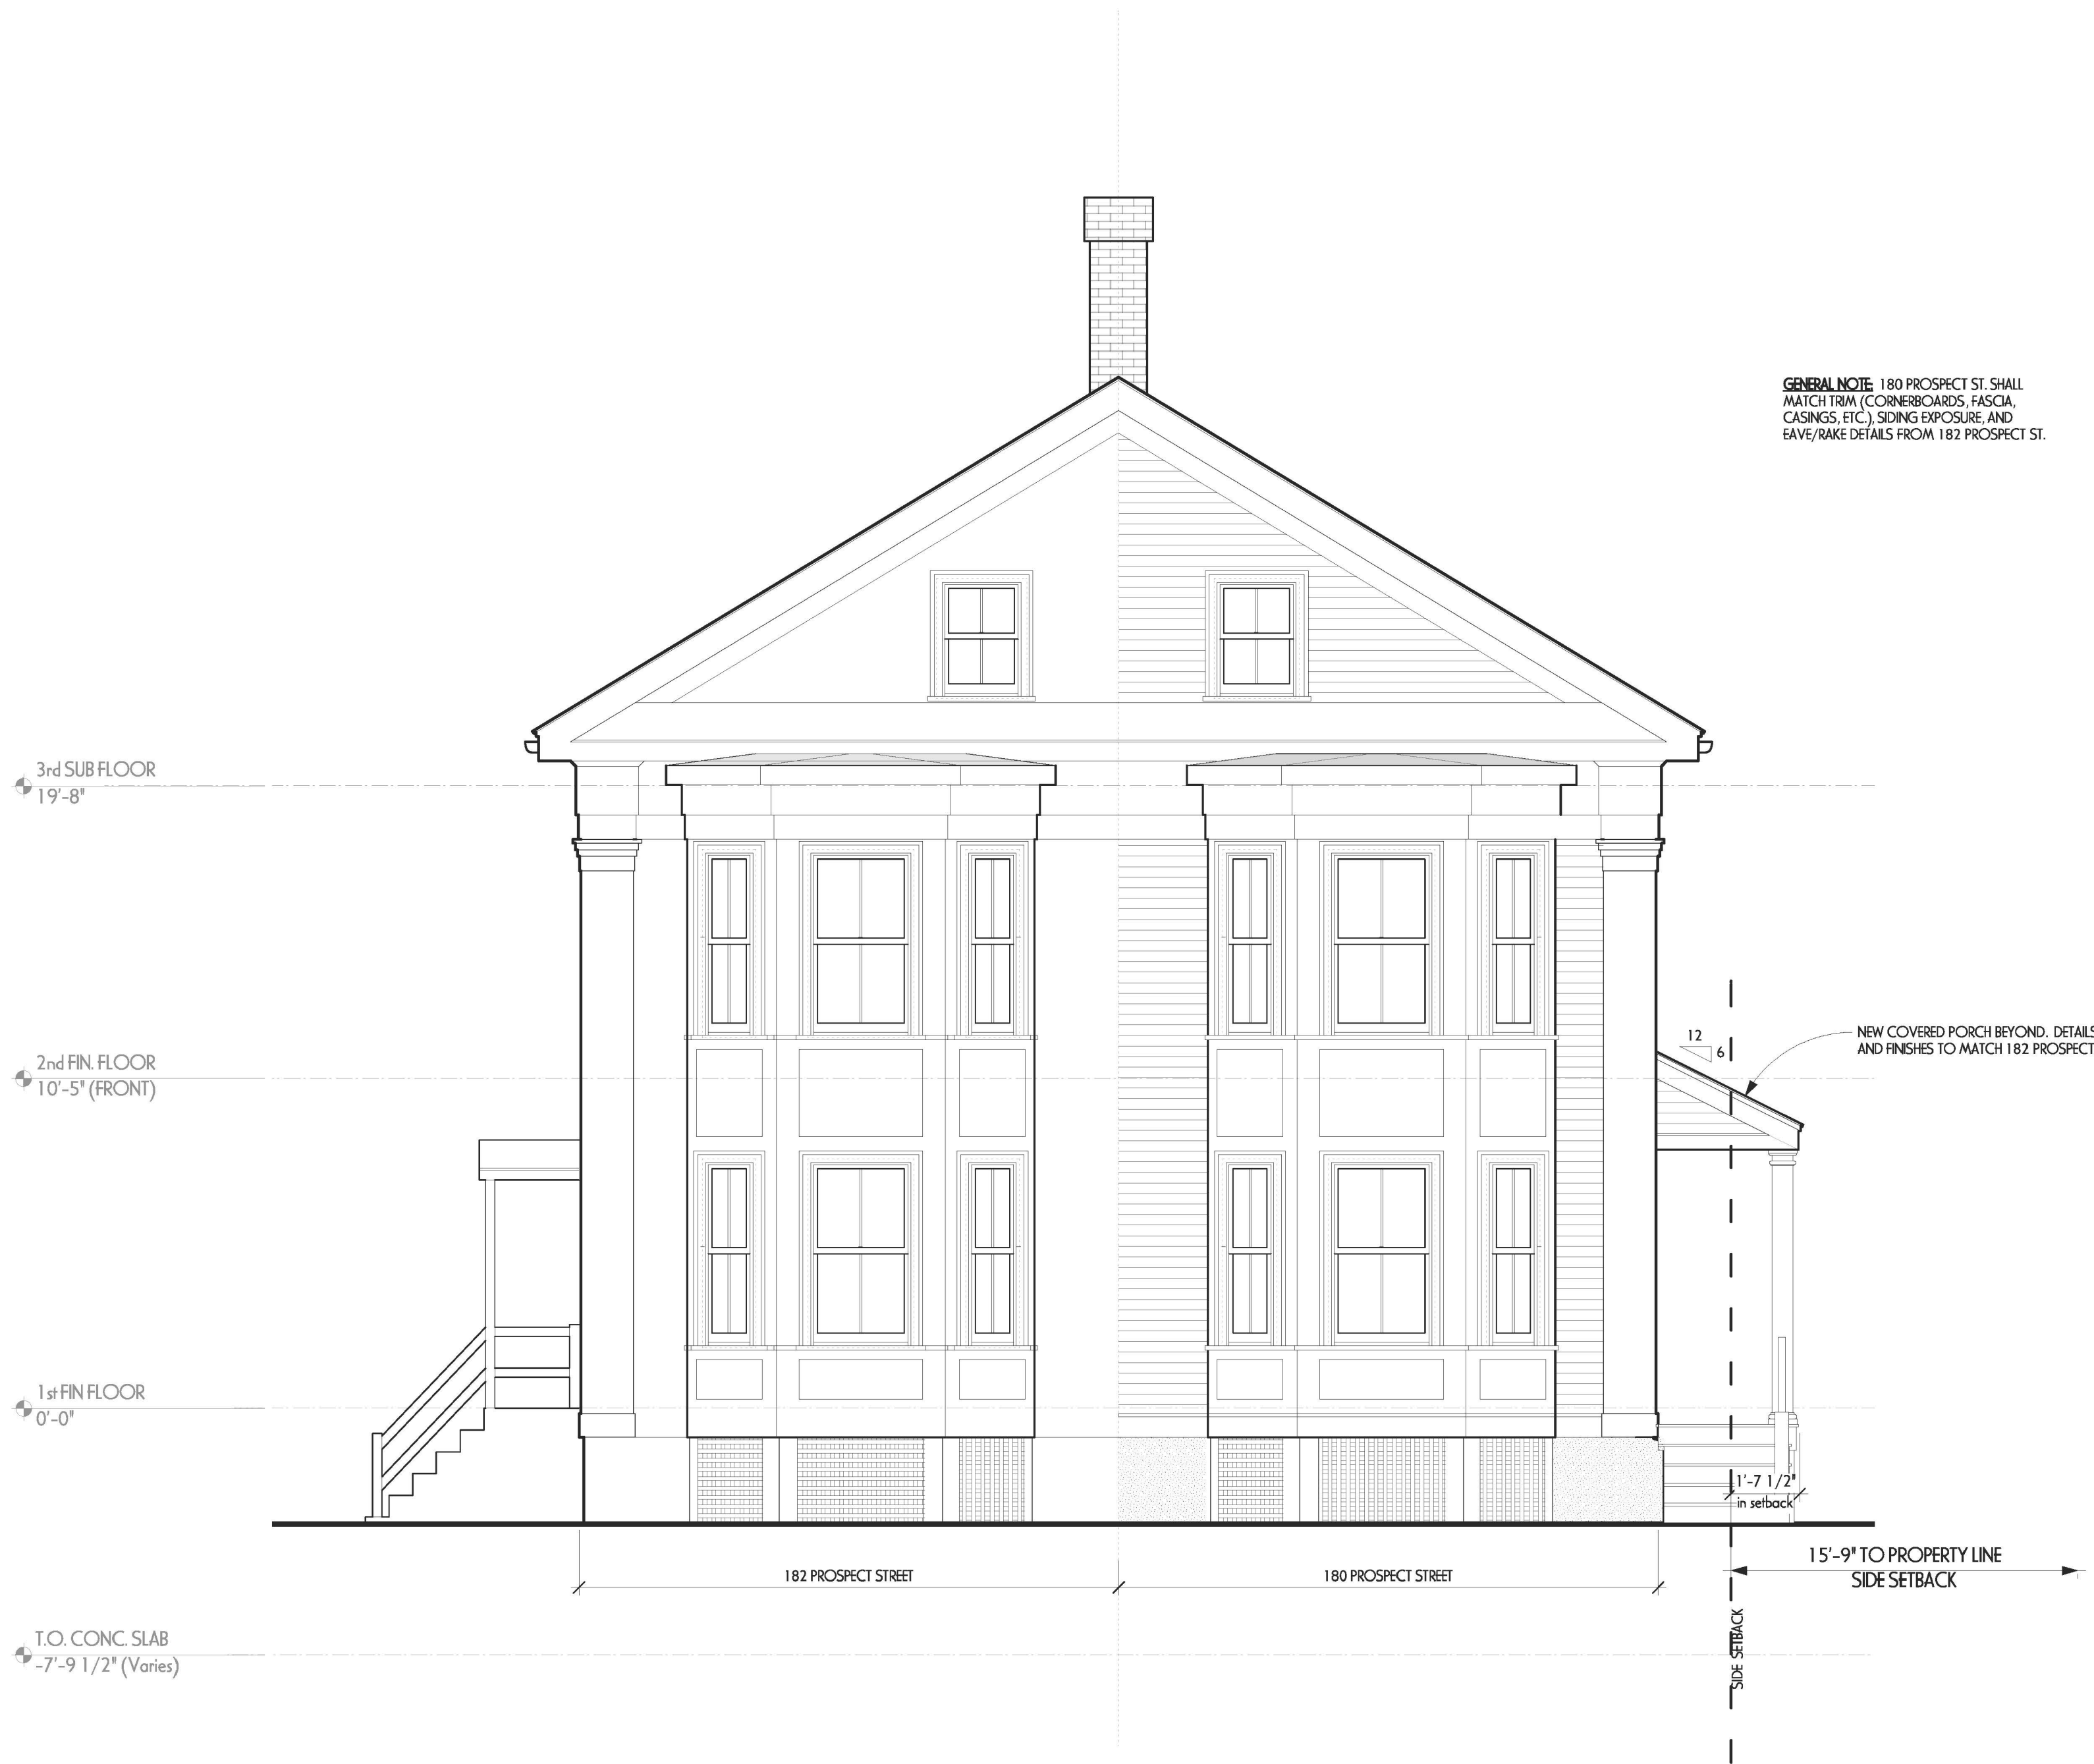 GENERAL NOTE: 180 PROSPECT ST. SHALL
MATCH TRIM (CORNERBOARDS, FASCIA,
CASINGS, ETC.), SIDING EXPOSURE, AND
EAVE/RAKE DETAILS FROM 182 PROSPECT ST.
3rd SUB FLOOR
19'-8"
12
6
NEW COVERED PORCH BEYOND. DETAILS
AND FINISHES TO MATCH 182 PROSPECT
2nd FIN. FLOOR
10'-5" (FRONT)
1st FIN FLOOR
0'-0"
1'-7 1/2"
in setback
15'-9" TO PROPERTY LINE
SIDE SETBACK
182 PROSPECT STREET
180 PROSPECT STREET
SIDE SETBACK
T.O. CONC. SLAB
-7'-9 1/2" (Varies)